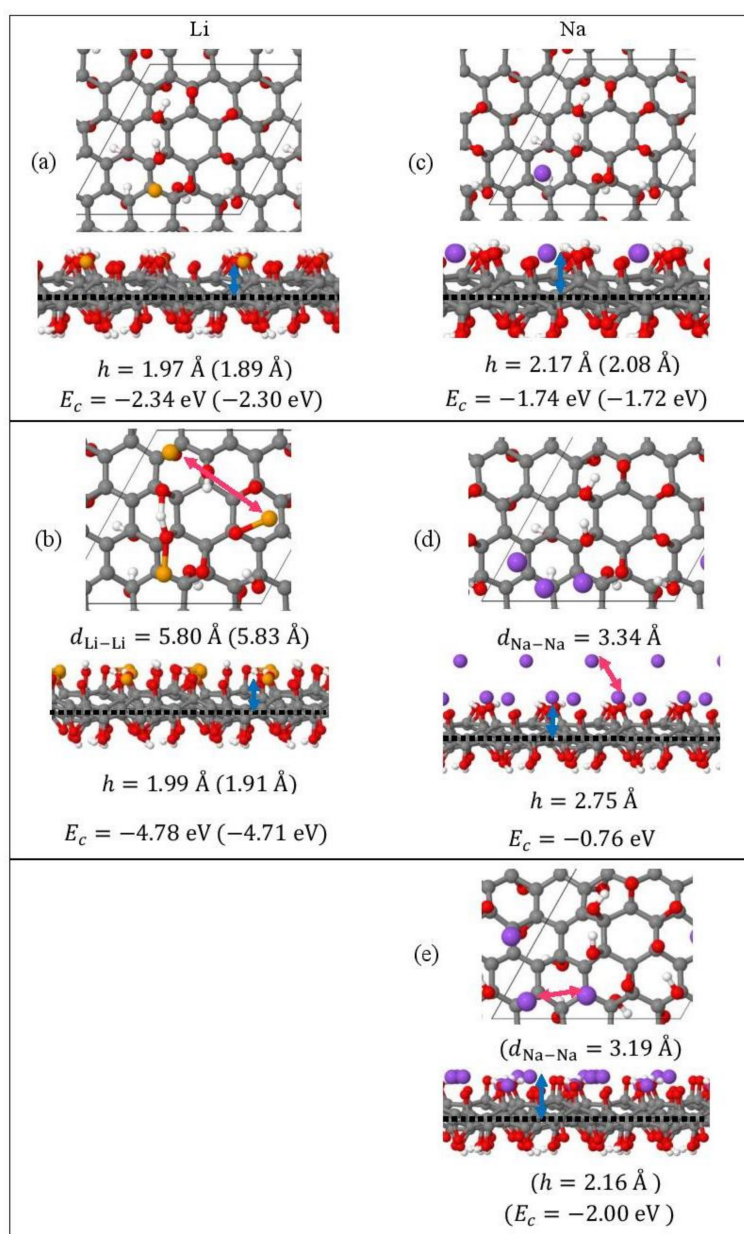 Li
Na
(a)
(c)
h = 1.97 Å (1.89 Å)
E_c = −2.34 eV (−2.30 eV)
h = 2.17 Å (2.08 Å)
E_c = −1.74 eV (−1.72 eV)
(b)
(d)
d_Li−Li = 5.80 Å (5.83 Å)
d_Na−Na = 3.34 Å
h = 1.99 Å (1.91 Å)
E_c = −4.78 eV (−4.71 eV)
h = 2.75 Å
E_c = −0.76 eV
(e)
(d_Na−Na = 3.19 Å)
(h = 2.16 Å )
(E_c = −2.00 eV )